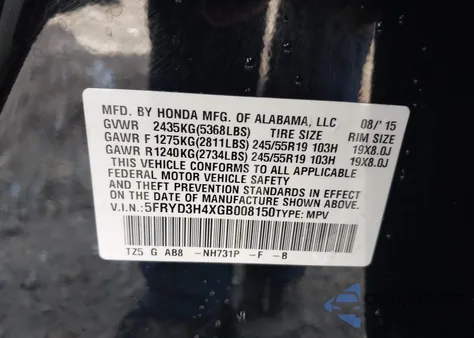 MFD. BY HONDA MFG. OF ALABAMA, LLC 08/'15
GVWR 2435KG(5368LBS) TIRE SIZE RIM SIZE
GAWR F 1275KG(2811LBS) 245/55R19 103H 19X8.0J
GAWR R1240KG(2734LBS) 245/55R19 103H 19X8.0J
THIS VEHICLE CONFORMS TO ALL APPLICABLE
FEDERAL MOTOR VEHICLE SAFETY, BUMPER,
AND THEFT PREVENTION STANDARDS IN EFFECT ON THE
DATE OF MANUFACTURE SHOWN ABOVE.
V.I.N.: 5FRYD3H4XGB008150 TYPE: MPV
TZ5 G AB8 -NH731P -F -B